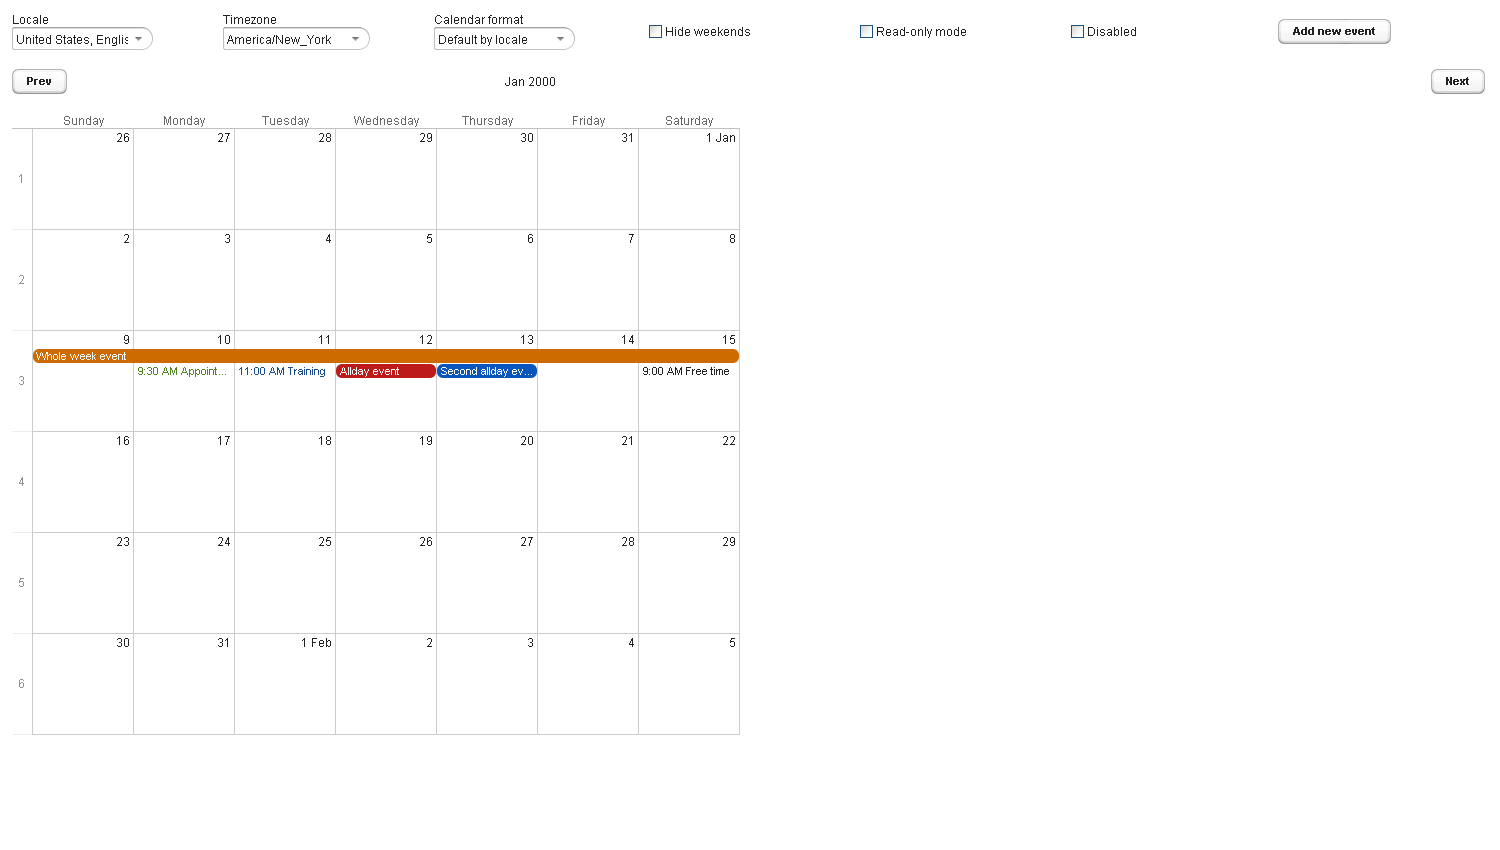 Locale
Timezone
Calendar format
United States, Englis
America/New_York
Default by locale
Hide weekends
Read-only mode
Disabled
Add new event
Prev
Jan 2000
Next
Sunday Monday Tuesday Wednesday Thursday Friday Saturday
26 27 28 29 30 31 1 Jan
1
2 3 4 5 6 7 8
2
9 10 11 12 13 14 15
Whole week event
9:30 AM Appoint...
11:00 AM Training
Allday event
Second allday ev...
9:00 AM Free time
3
16 17 18 19 20 21 22
4
23 24 25 26 27 28 29
5
30 31 1 Feb 2 3 4 5
6